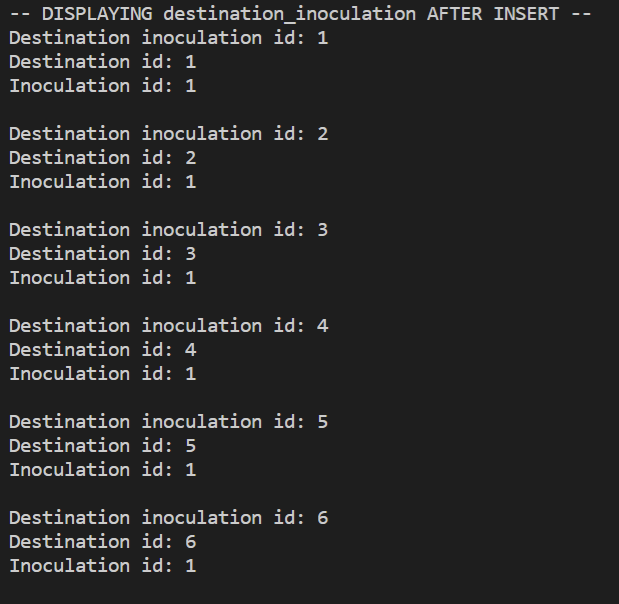 -- DISPLAYING destination_inoculation AFTER INSERT --
Destination inoculation id: 1
Destination id: 1
Inoculation id: 1

Destination inoculation id: 2
Destination id: 2
Inoculation id: 1

Destination inoculation id: 3
Destination id: 3
Inoculation id: 1

Destination inoculation id: 4
Destination id: 4
Inoculation id: 1

Destination inoculation id: 5
Destination id: 5
Inoculation id: 1

Destination inoculation id: 6
Destination id: 6
Inoculation id: 1